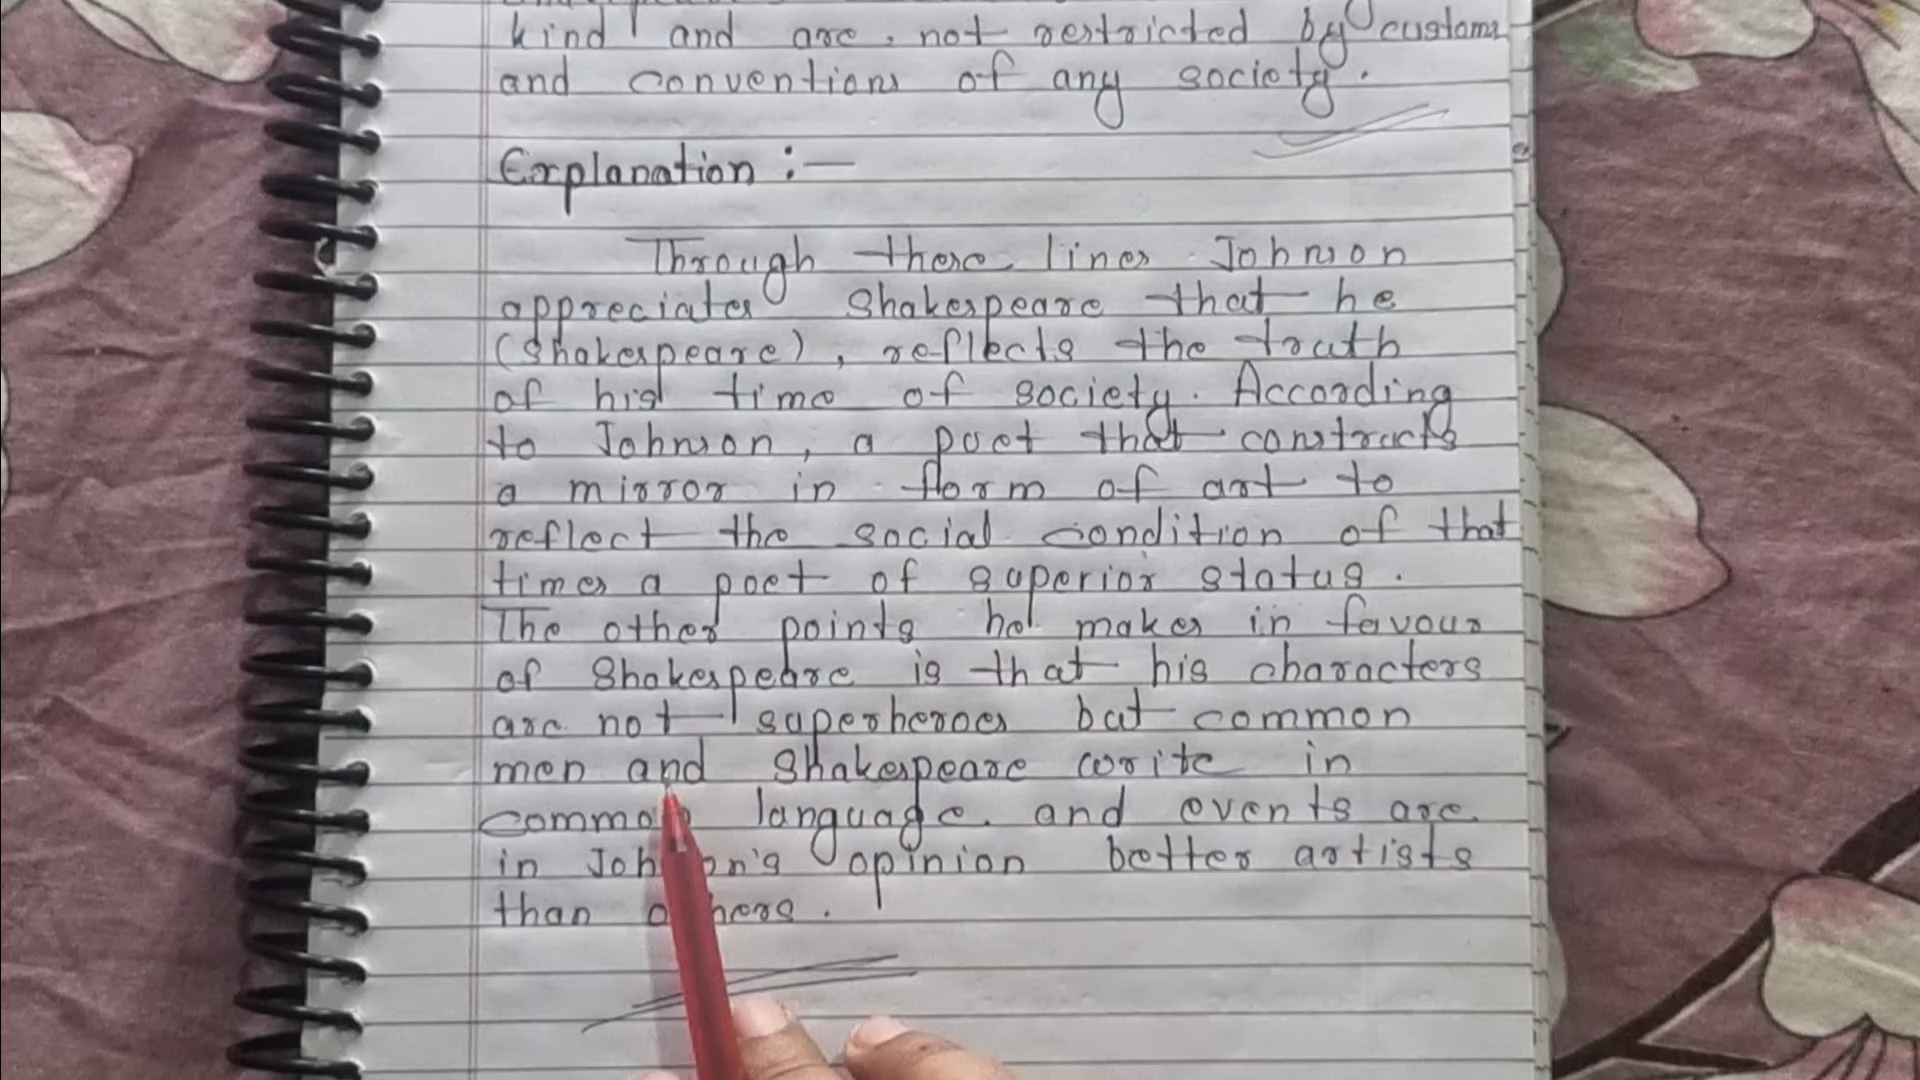 kind and are not restricted by customs
and conventions of any society.
Explanation :—
Through these lines Johnson
appreciates Shakespeare that he
(Shakespeare), reflects the truth
of his time of society. According
to Johnson, a poet that constructs
a mirror in form of art to
reflect the social condition of that
times a poet of superior status.
The other points he makes in favour
of Shakespeare is that his characters
are not superheroes but common
men and Shakespeare write in
common language and events are
in Johnson's opinion better artists
than others.